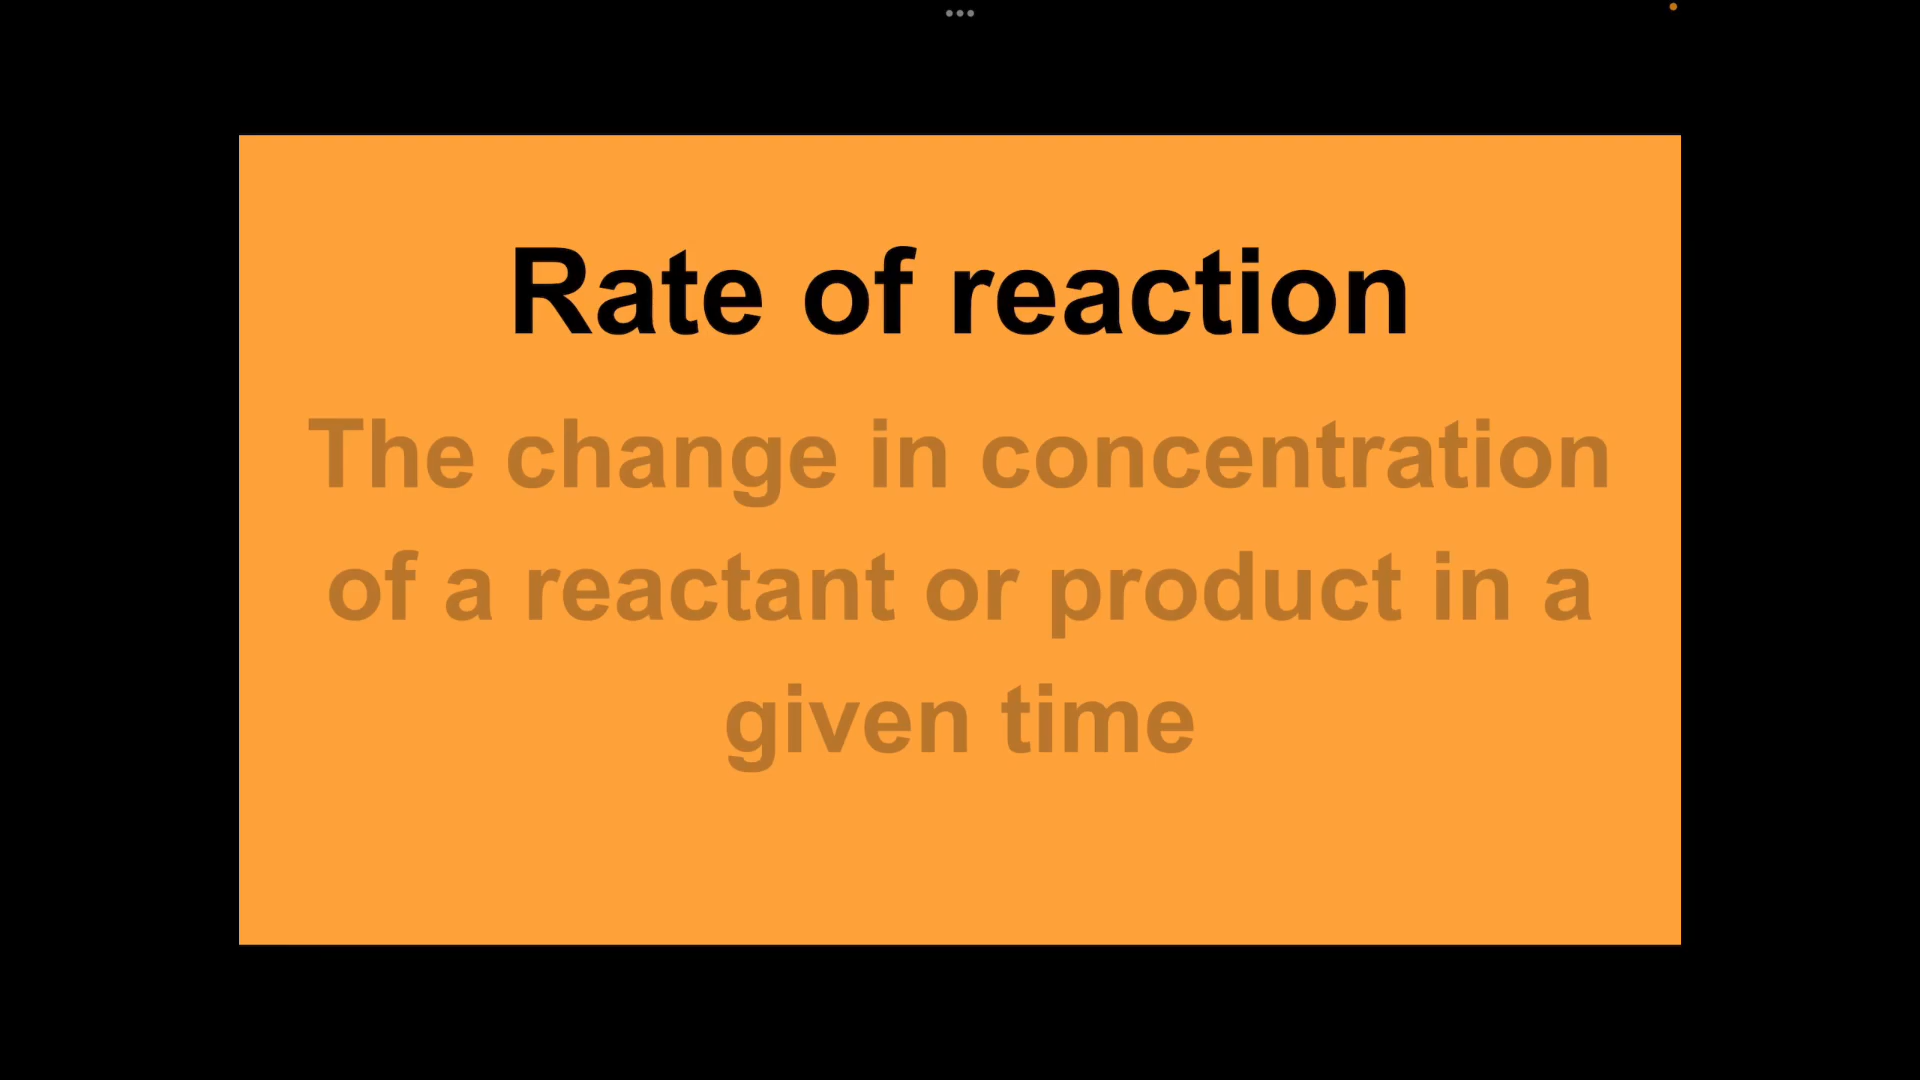 Rate of reaction
The change in concentration
of a reactant or product in a
given time